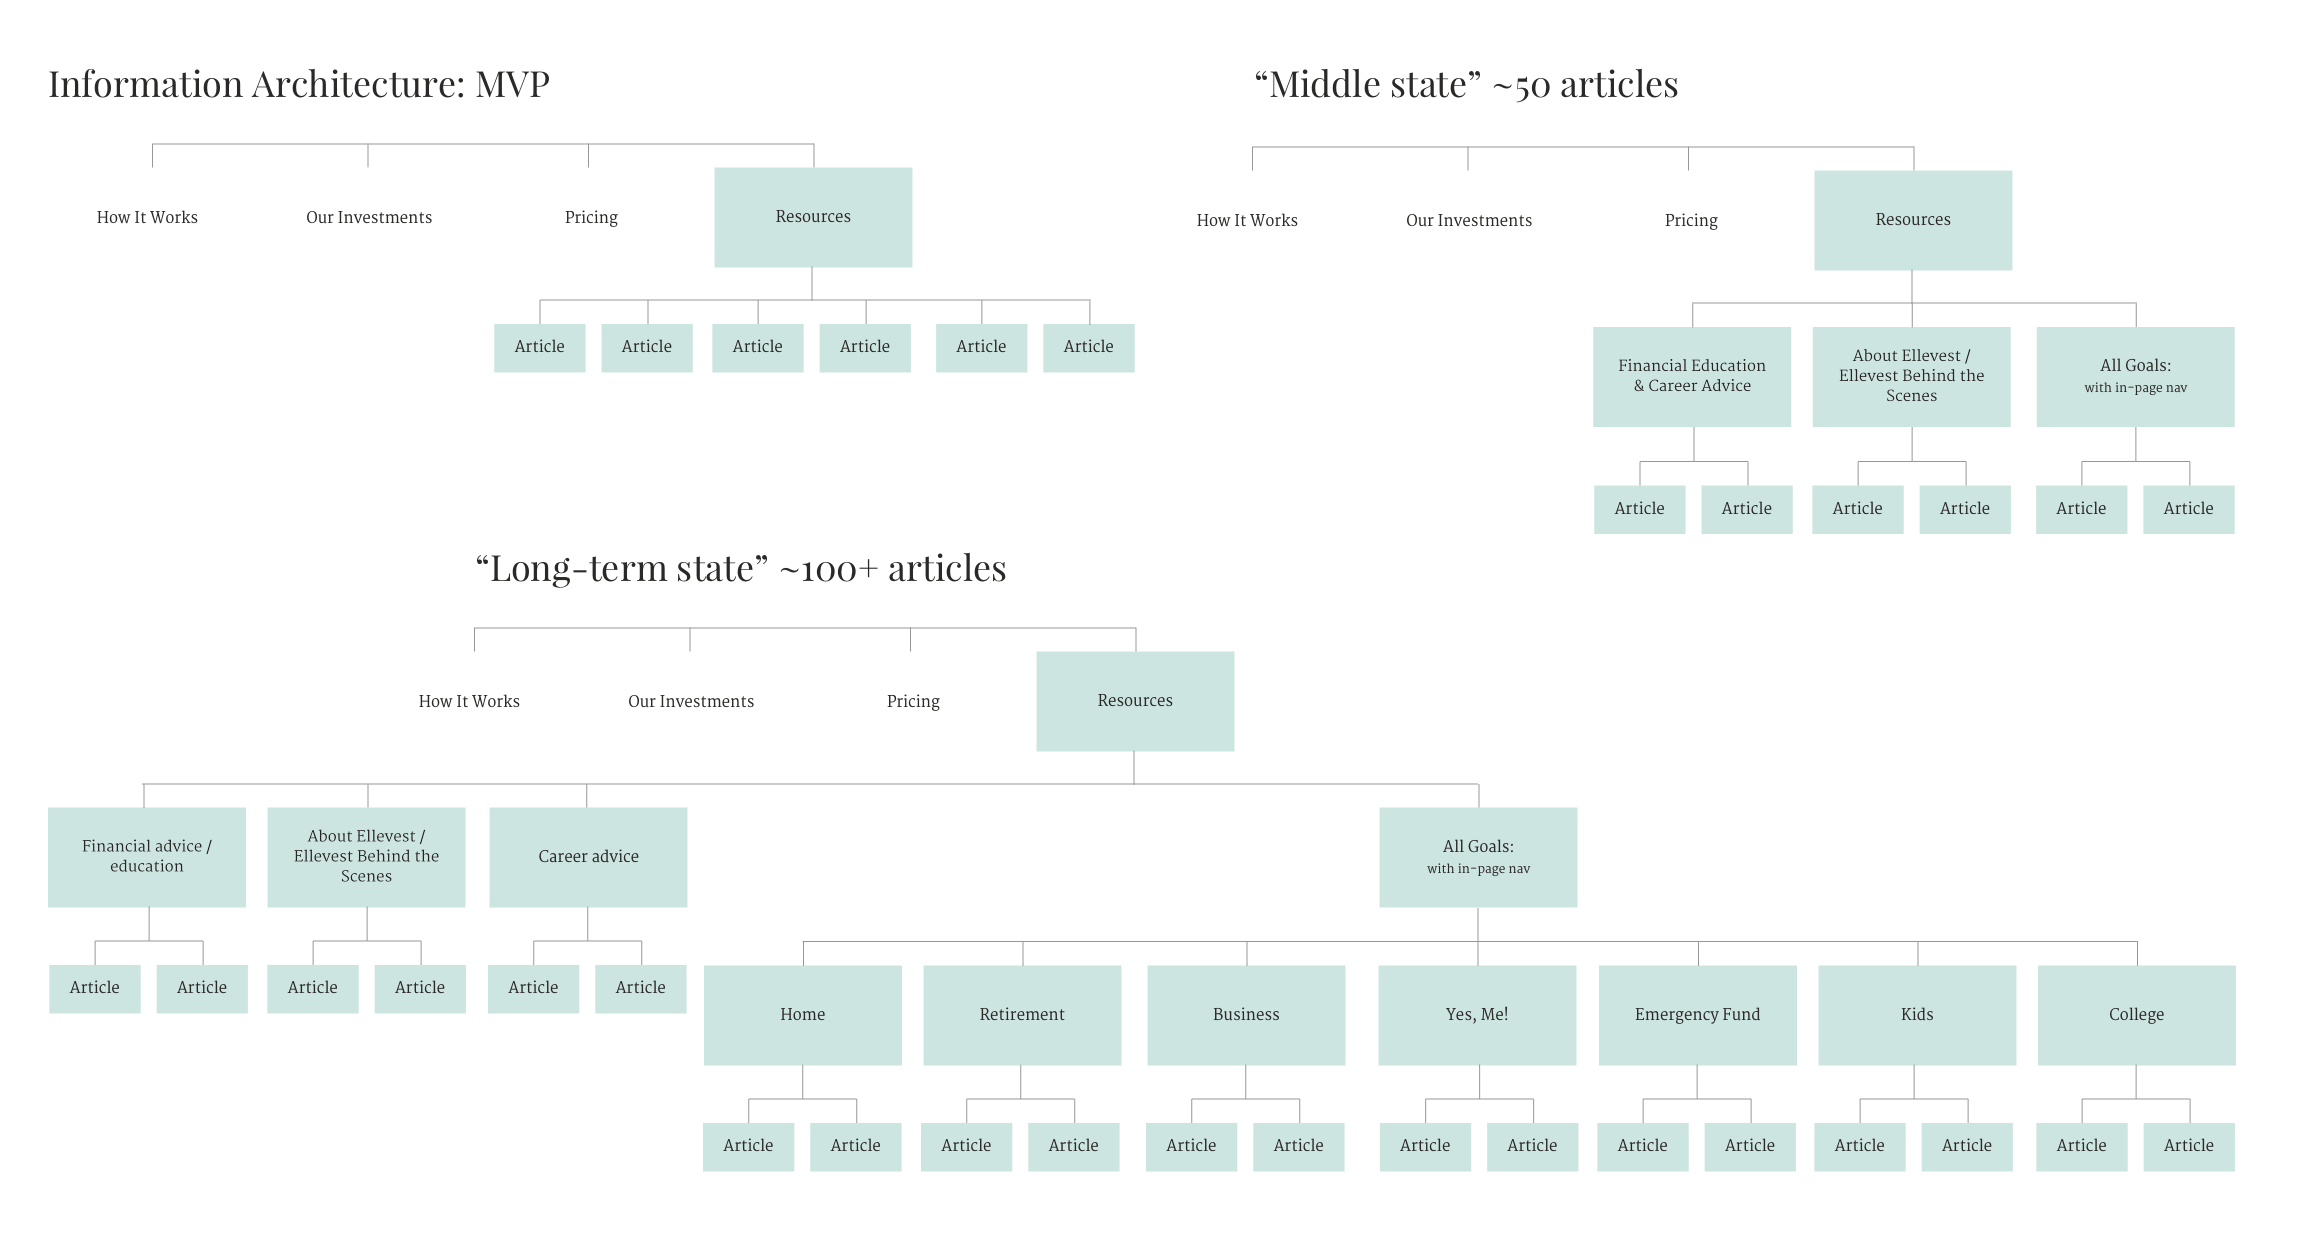 Information Architecture: MVP
How It Works
Our Investments
Pricing
Resources
Article
Article
Article
Article
Article
Article
“Middle state” ~50 articles
How It Works
Our Investments
Pricing
Resources
Financial Education
& Career Advice
About Ellevest /
Ellevest Behind the
Scenes
All Goals:
with in-page nav
Article
Article
Article
Article
Article
Article
“Long-term state” ~100+ articles
How It Works
Our Investments
Pricing
Resources
Financial advice /
education
About Ellevest /
Ellevest Behind the
Scenes
Career advice
All Goals:
with in-page nav
Article
Article
Article
Article
Article
Article
Home
Retirement
Business
Yes, Me!
Emergency Fund
Kids
College
Article
Article
Article
Article
Article
Article
Article
Article
Article
Article
Article
Article
Article
Article